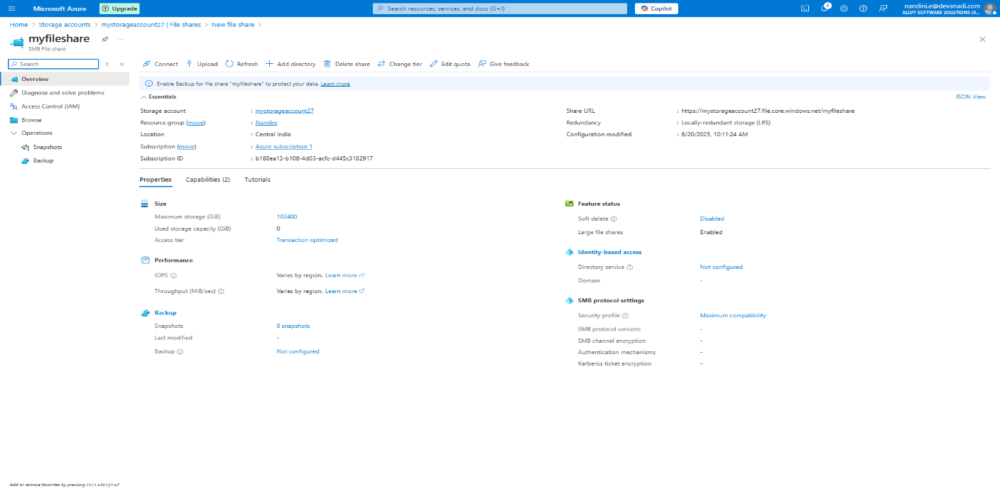 Microsoft Azure
Upgrade
Search resources, services, and docs (G+/)
Copilot
4
nandini.e@devanadi.com
ALLVY SOFTWARE SOLUTIONS (A...
Home > Storage accounts > mystorageaccount27 | File shares > New file share >
myfileshare
SMB File share
Search
Overview
Diagnose and solve problems
Access Control (IAM)
Browse
Operations
Snapshots
Backup
Connect Upload Refresh Add directory Delete share Change tier Edit quota Give feedback
Enable Backup for file share "myfileshare" to protect your data. Learn more
Essentials
JSON View
Storage account : mystorageaccount27
Resource group (move) : Nandini
Location : Central India
Subscription (move) : Azure subscription 1
Subscription ID : b188ea13-b108-4d03-acfc-d445c3182917
Share URL : https://mystorageaccount27.file.core.windows.net/myfileshare
Redundancy : Locally-redundant storage (LRS)
Configuration modified : 6/20/2025, 10:11:24 AM
Properties Capabilities (2) Tutorials
Size
Maximum storage (GiB) 102400
Used storage capacity (GiB) 0
Access tier Transaction optimized
Performance
IOPS Varies by region. Learn more
Throughput (MiB/sec) Varies by region. Learn more
Backup
Snapshots 0 snapshots
Last modified -
Backup Not configured
Feature status
Soft delete Disabled
Large file shares Enabled
Identity-based access
Directory service Not configured
Domain -
SMB protocol settings
Security profile Maximum compatibility
SMB protocol versions -
SMB channel encryption -
Authentication mechanisms -
Kerberos ticket encryption -
Add or remove favorites by pressing Ctrl+Shift+F